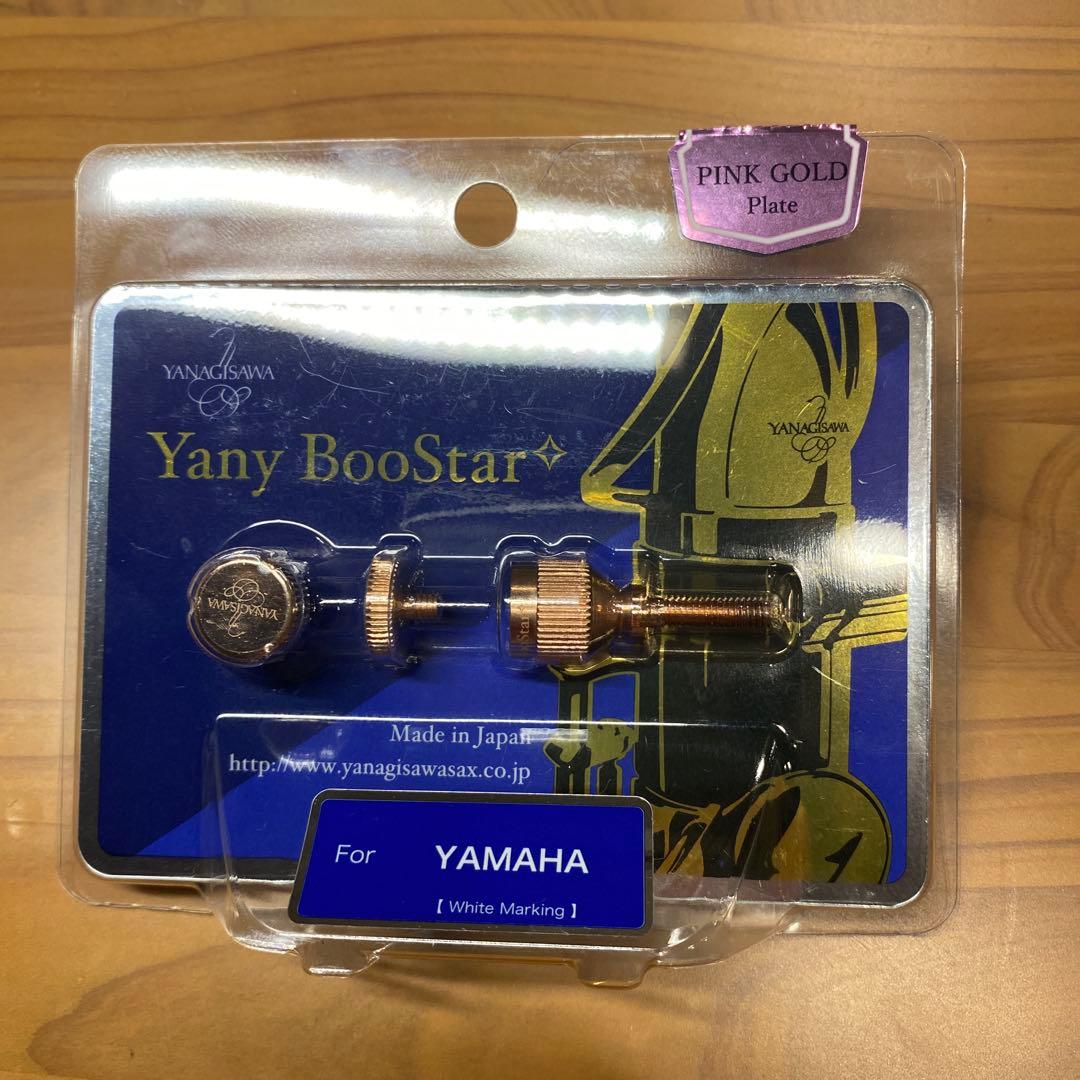 PINK GOLD
Plate
YANAGISAWA
YANAGISAWA
Yany BooStar
YANAGISAWA
Star
Made in Japan
http://www.yanagisawasax.co.jp
For YAMAHA
【 White Marking 】